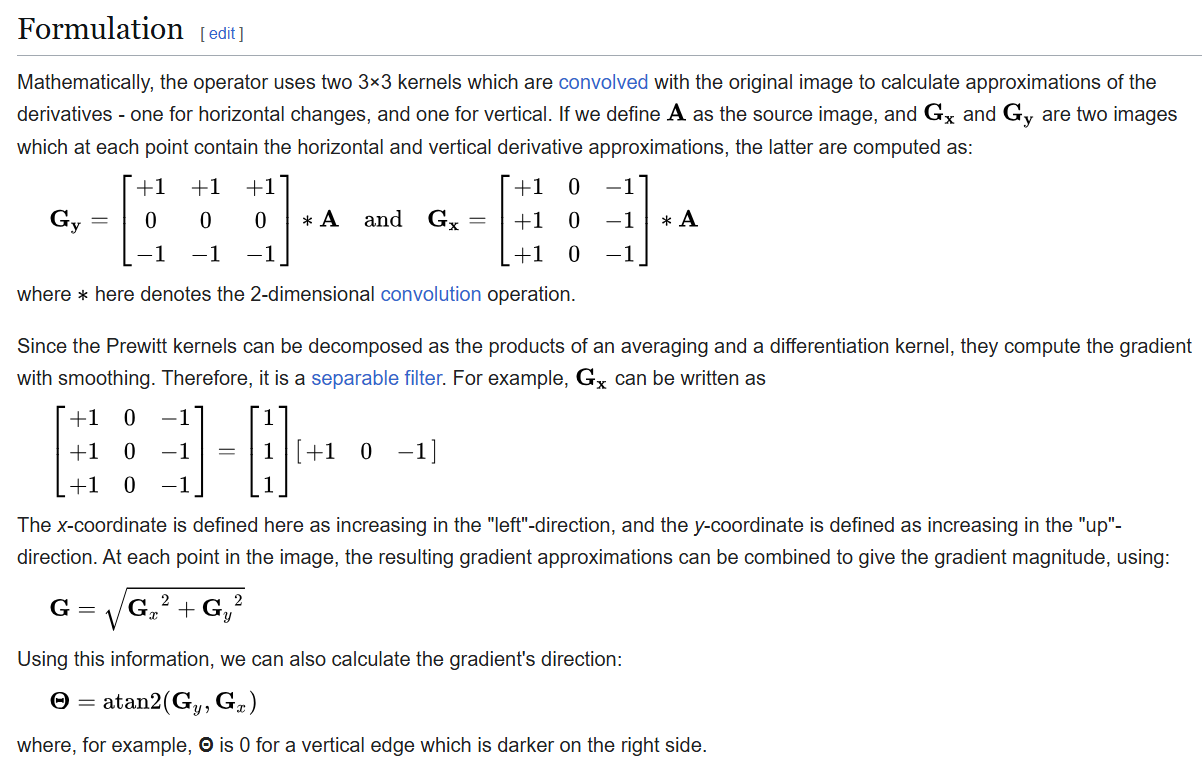 Formulation [ edit ]
Mathematically, the operator uses two 3×3 kernels which are convolved with the original image to calculate approximations of the
derivatives - one for horizontal changes, and one for vertical. If we define A as the source image, and Gx and Gy are two images
which at each point contain the horizontal and vertical derivative approximations, the latter are computed as:
Gy = [+1 +1 +1; 0 0 0; −1 −1 −1] * A and Gx = [+1 0 −1; +1 0 −1; +1 0 −1] * A
where * here denotes the 2-dimensional convolution operation.
Since the Prewitt kernels can be decomposed as the products of an averaging and a differentiation kernel, they compute the gradient
with smoothing. Therefore, it is a separable filter. For example, Gx can be written as
[+1 0 −1; +1 0 −1; +1 0 −1] = [1; 1; 1] [+1 0 −1]
The x-coordinate is defined here as increasing in the "left"-direction, and the y-coordinate is defined as increasing in the "up"-
direction. At each point in the image, the resulting gradient approximations can be combined to give the gradient magnitude, using:
G = √(Gx² + Gy²)
Using this information, we can also calculate the gradient's direction:
Θ = atan2(Gy, Gx)
where, for example, Θ is 0 for a vertical edge which is darker on the right side.